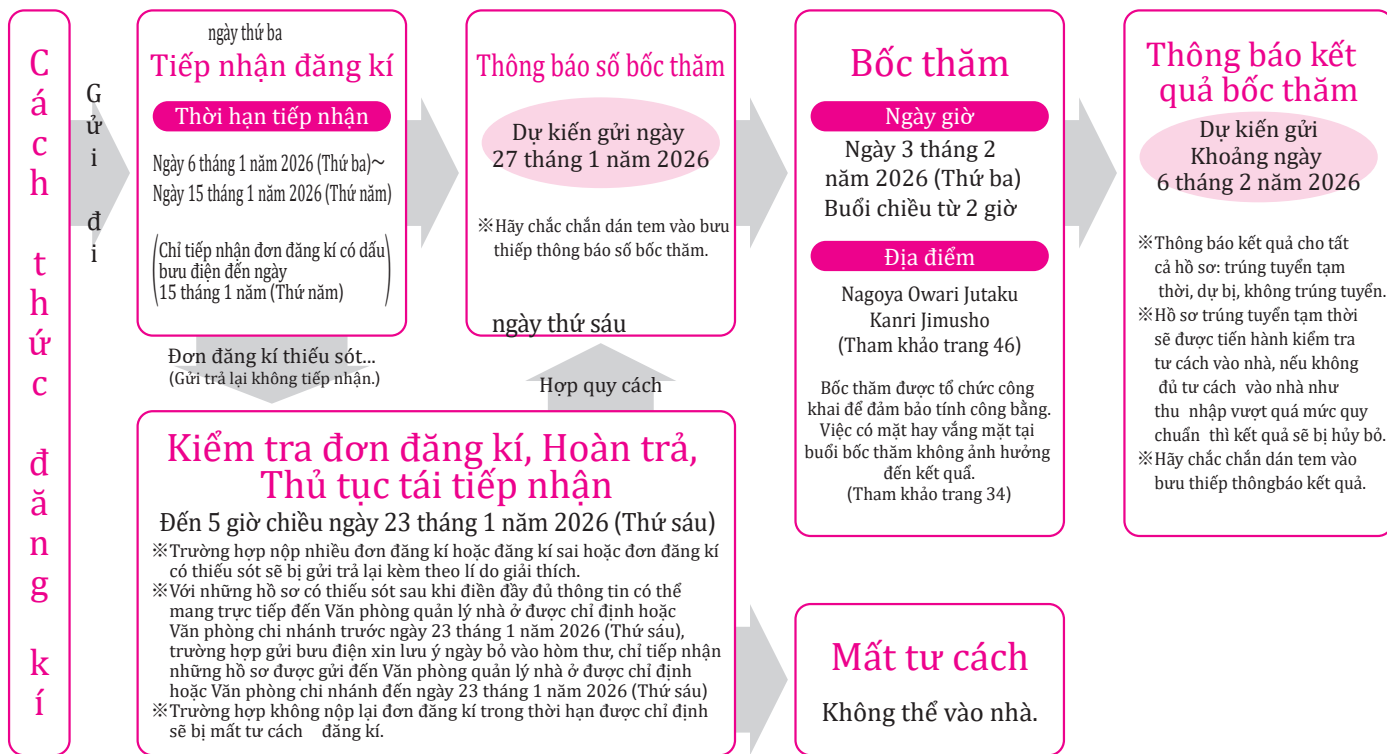 Cách thức đăng kí
Gửi đi
ngày thứ ba
Tiếp nhận đăng kí
Thời hạn tiếp nhận
Ngày 6 tháng 1 năm 2026 (Thứ ba)~
Ngày 15 tháng 1 năm 2026 (Thứ năm)
(Chỉ tiếp nhận đơn đăng kí có dấu
bưu điện đến ngày
15 tháng 1 năm (Thứ năm))
Đơn đăng kí thiếu sót...
(Gửi trả lại không tiếp nhận.)
Thông báo số bốc thăm
Dự kiến gửi ngày
27 tháng 1 năm 2026
※Hãy chắc chắn dán tem vào bưu
thiếp thông báo số bốc thăm.
ngày thứ sáu
Hợp quy cách
Kiểm tra đơn đăng kí, Hoàn trả,
Thủ tục tái tiếp nhận
Đến 5 giờ chiều ngày 23 tháng 1 năm 2026 (Thứ sáu)
※Trường hợp nộp nhiều đơn đăng kí hoặc đăng kí sai hoặc đơn đăng kí
có thiếu sót sẽ bị gửi trả lại kèm theo lí do giải thích.
※Với những hồ sơ có thiếu sót sau khi điền đầy đủ thông tin có thể
mang trực tiếp đến Văn phòng quản lý nhà ở được chỉ định hoặc
Văn phòng chi nhánh trước ngày 23 tháng 1 năm 2026 (Thứ sáu),
trường hợp gửi bưu điện xin lưu ý ngày bỏ vào hòm thư, chỉ tiếp nhận
những hồ sơ được gửi đến Văn phòng quản lý nhà ở được chỉ định
hoặc Văn phòng chi nhánh đến ngày 23 tháng 1 năm 2026 (Thứ sáu)
※Trường hợp không nộp lại đơn đăng kí trong thời hạn được chỉ định
sẽ bị mất tư cách đăng kí.
Bốc thăm
Ngày giờ
Ngày 3 tháng 2
năm 2026 (Thứ ba)
Buổi chiều từ 2 giờ
Địa điểm
Nagoya Owari Jutaku
Kanri Jimusho
(Tham khảo trang 46)
Bốc thăm được tổ chức công
khai để đảm bảo tính công bằng.
Việc có mặt hay vắng mặt tại
buổi bốc thăm không ảnh hưởng
đến kết quẩ.
(Tham khảo trang 34)
Mất tư cách
Không thể vào nhà.
Thông báo kết
quả bốc thăm
Dự kiến gửi
Khoảng ngày
6 tháng 2 năm 2026
※Thông báo kết quả cho tất
cả hồ sơ: trúng tuyển tạm
thời, dự bị, không trúng tuyển.
※Hồ sơ trúng tuyển tạm thời
sẽ được tiến hành kiểm tra
tư cách vào nhà, nếu không
đủ tư cách vào nhà như
thu nhập vượt quá mức quy
chuẩn thì kết quả sẽ bị hủy bỏ.
※Hãy chắc chắn dán tem vào
bưu thiếp thôngbáo kết quả.